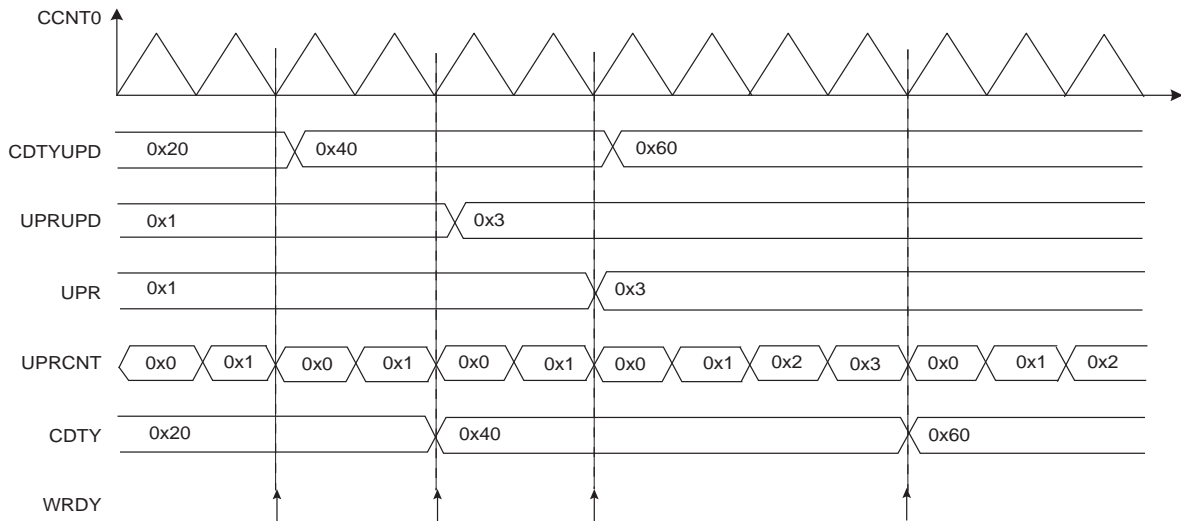 CCNT0
CDTYUPD 0x20 0x40 0x60
UPRUPD 0x1 0x3
UPR 0x1 0x3
UPRCNT 0x0 0x1 0x0 0x1 0x0 0x1 0x0 0x1 0x2 0x3 0x0 0x1 0x2
CDTY 0x20 0x40 0x60
WRDY